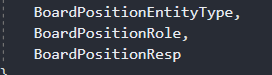 BoardPositionEntityType,
BoardPositionRole,
BoardPositionResp
}